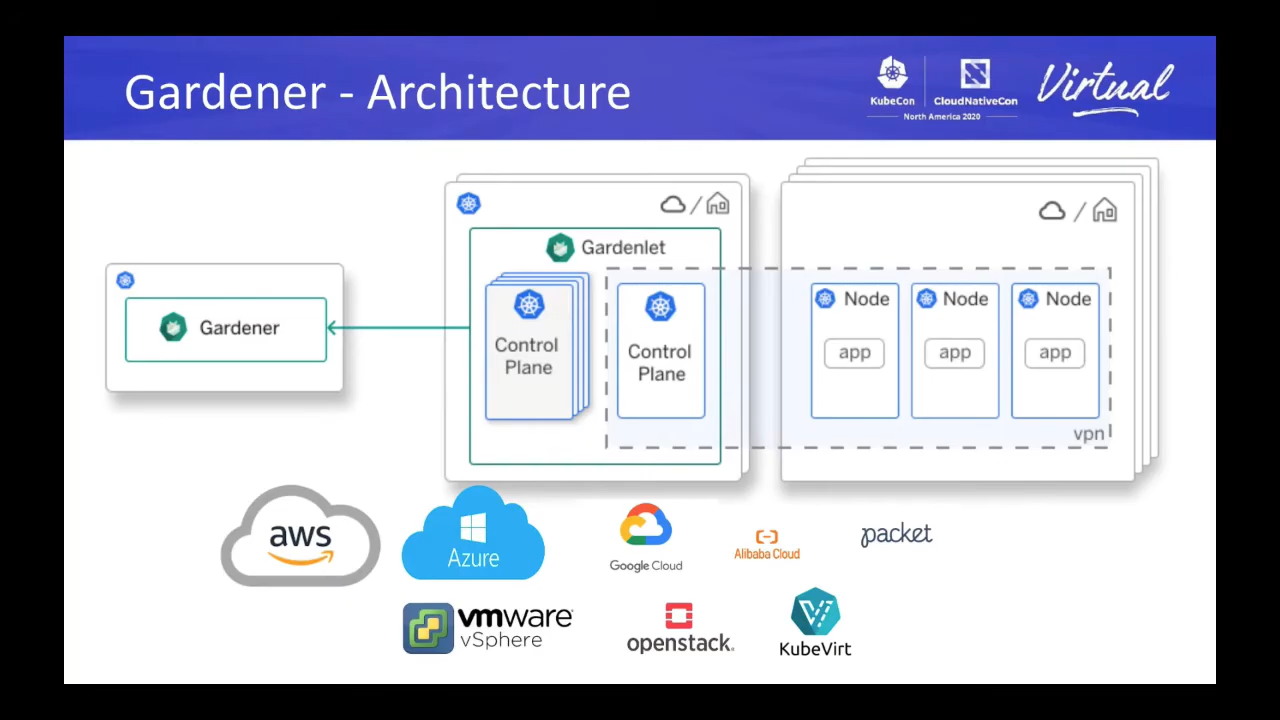 Gardener - Architecture
KubeCon
CloudNativeCon
North America 2020
Virtual
Gardener
Gardenlet
Control
Plane
Control
Plane
Node
app
Node
app
Node
app
vpn
aws
Azure
Google Cloud
Alibaba Cloud
packet
vmware®
vSphere
openstack.
KubeVirt